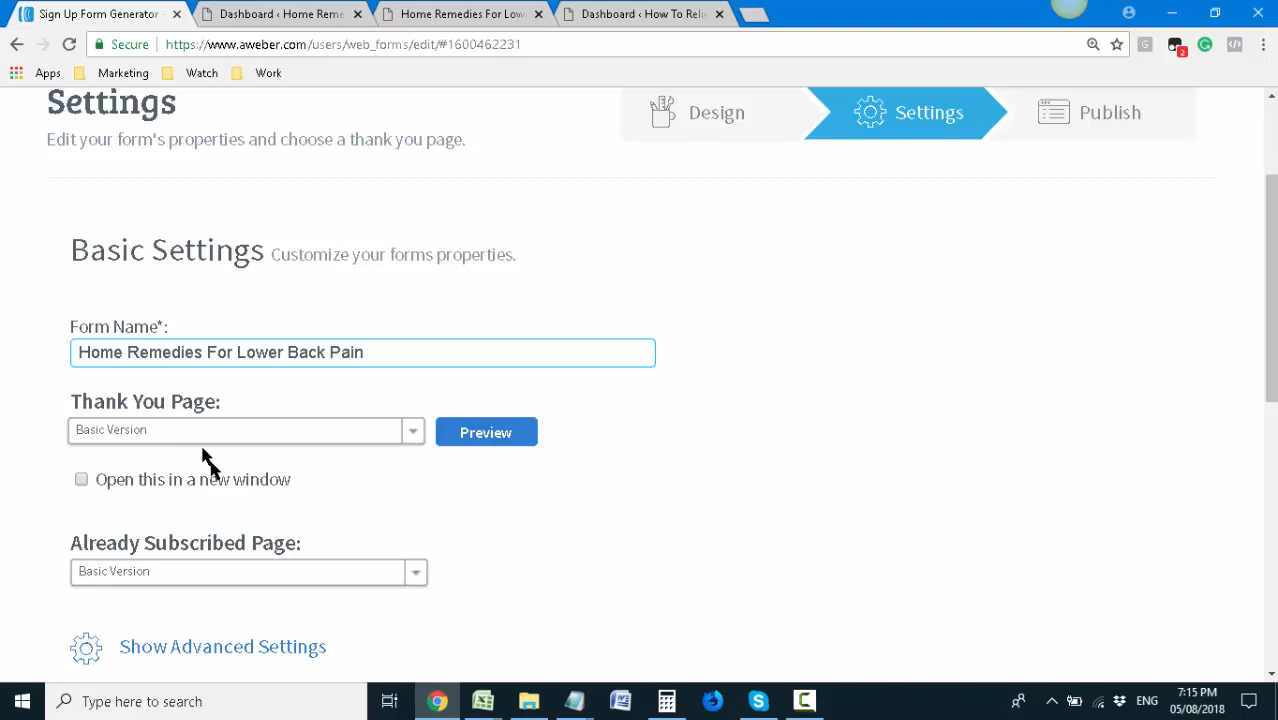 Sign Up Form Generator
Dashboard ‹ Home Reme
Home Remedies For Low
Dashboard ‹ How To Reli
Secure
https://www.aweber.com/users/web_forms/edit/#1600462231
Apps
Marketing
Watch
Work
Settings
Edit your form's properties and choose a thank you page.
Design
Settings
Publish
Basic Settings Customize your forms properties.
Form Name*:
Home Remedies For Lower Back Pain
Thank You Page:
Basic Version
Preview
Open this in a new window
Already Subscribed Page:
Basic Version
Show Advanced Settings
Type here to search
ENG
7:15 PM
05/08/2018